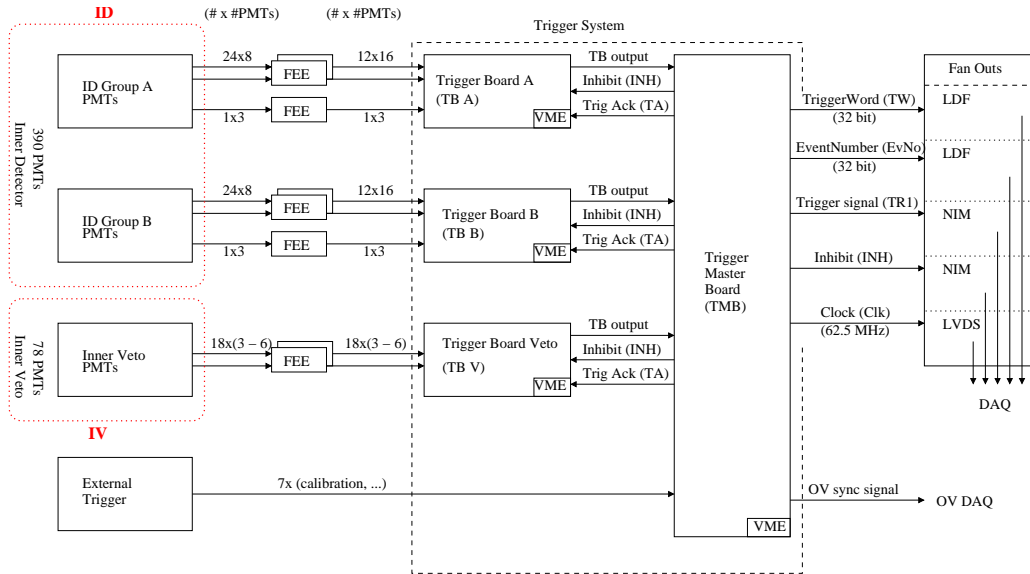 ID
(# x #PMTs)
(# x #PMTs)
Trigger System
390 PMTs
Inner Detector
ID Group A
PMTs
24x8
1x3
FEE
FEE
12x16
1x3
Trigger Board A
(TB A)
VME
TB output
Inhibit (INH)
Trig Ack (TA)
ID Group B
PMTs
24x8
1x3
FEE
FEE
12x16
1x3
Trigger Board B
(TB B)
VME
TB output
Inhibit (INH)
Trig Ack (TA)
78 PMTs
Inner Veto
Inner Veto
PMTs
18x(3 – 6)
FEE
18x(3 – 6)
Trigger Board Veto
(TB V)
VME
TB output
Inhibit (INH)
Trig Ack (TA)
IV
External
Trigger
7x (calibration, ...)
Trigger
Master
Board
(TMB)
VME
TriggerWord (TW)
(32 bit)
EventNumber (EvNo)
(32 bit)
Trigger signal (TR1)
Inhibit (INH)
Clock (Clk)
(62.5 MHz)
OV sync signal
Fan Outs
LDF
LDF
NIM
NIM
LVDS
DAQ
OV DAQ